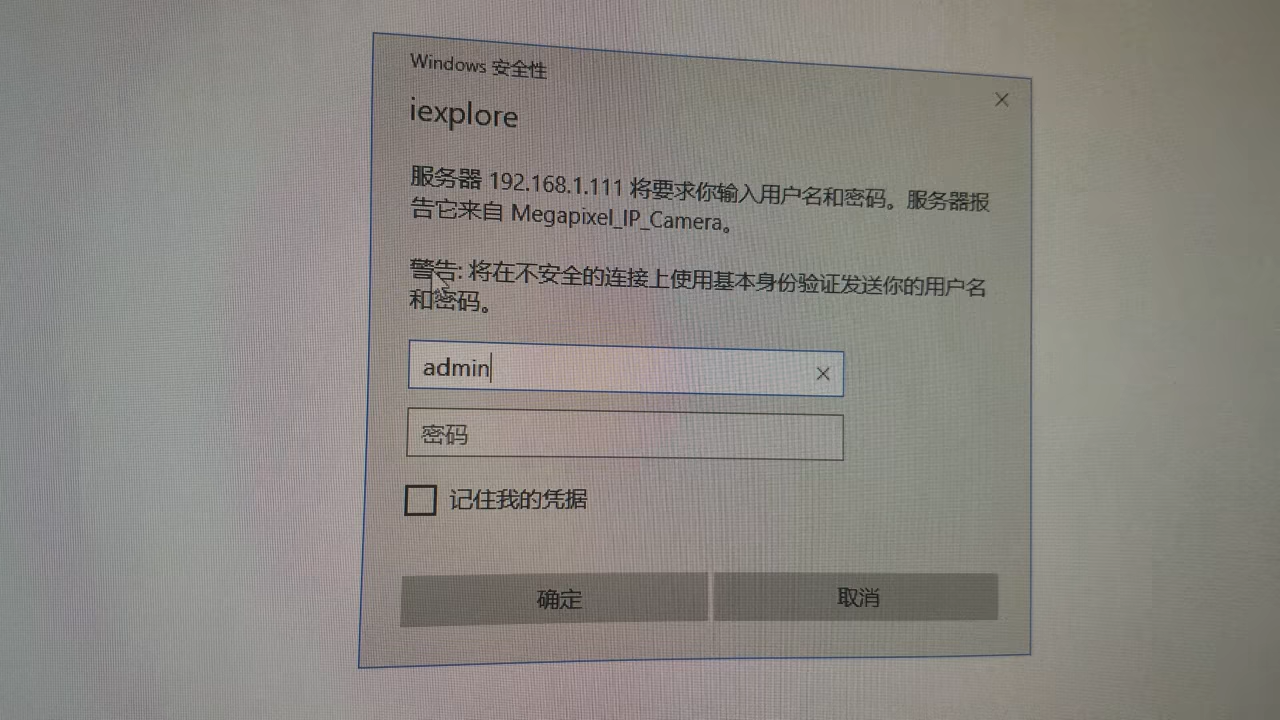 Windows 安全性
iexplore
服务器 192.168.1.111 将要求你输入用户名和密码。服务器报
告它来自 Megapixel_IP_Camera。
警告: 将在不安全的连接上使用基本身份验证发送你的用户名
和密码。
admin
密码
记住我的凭据
确定
取消